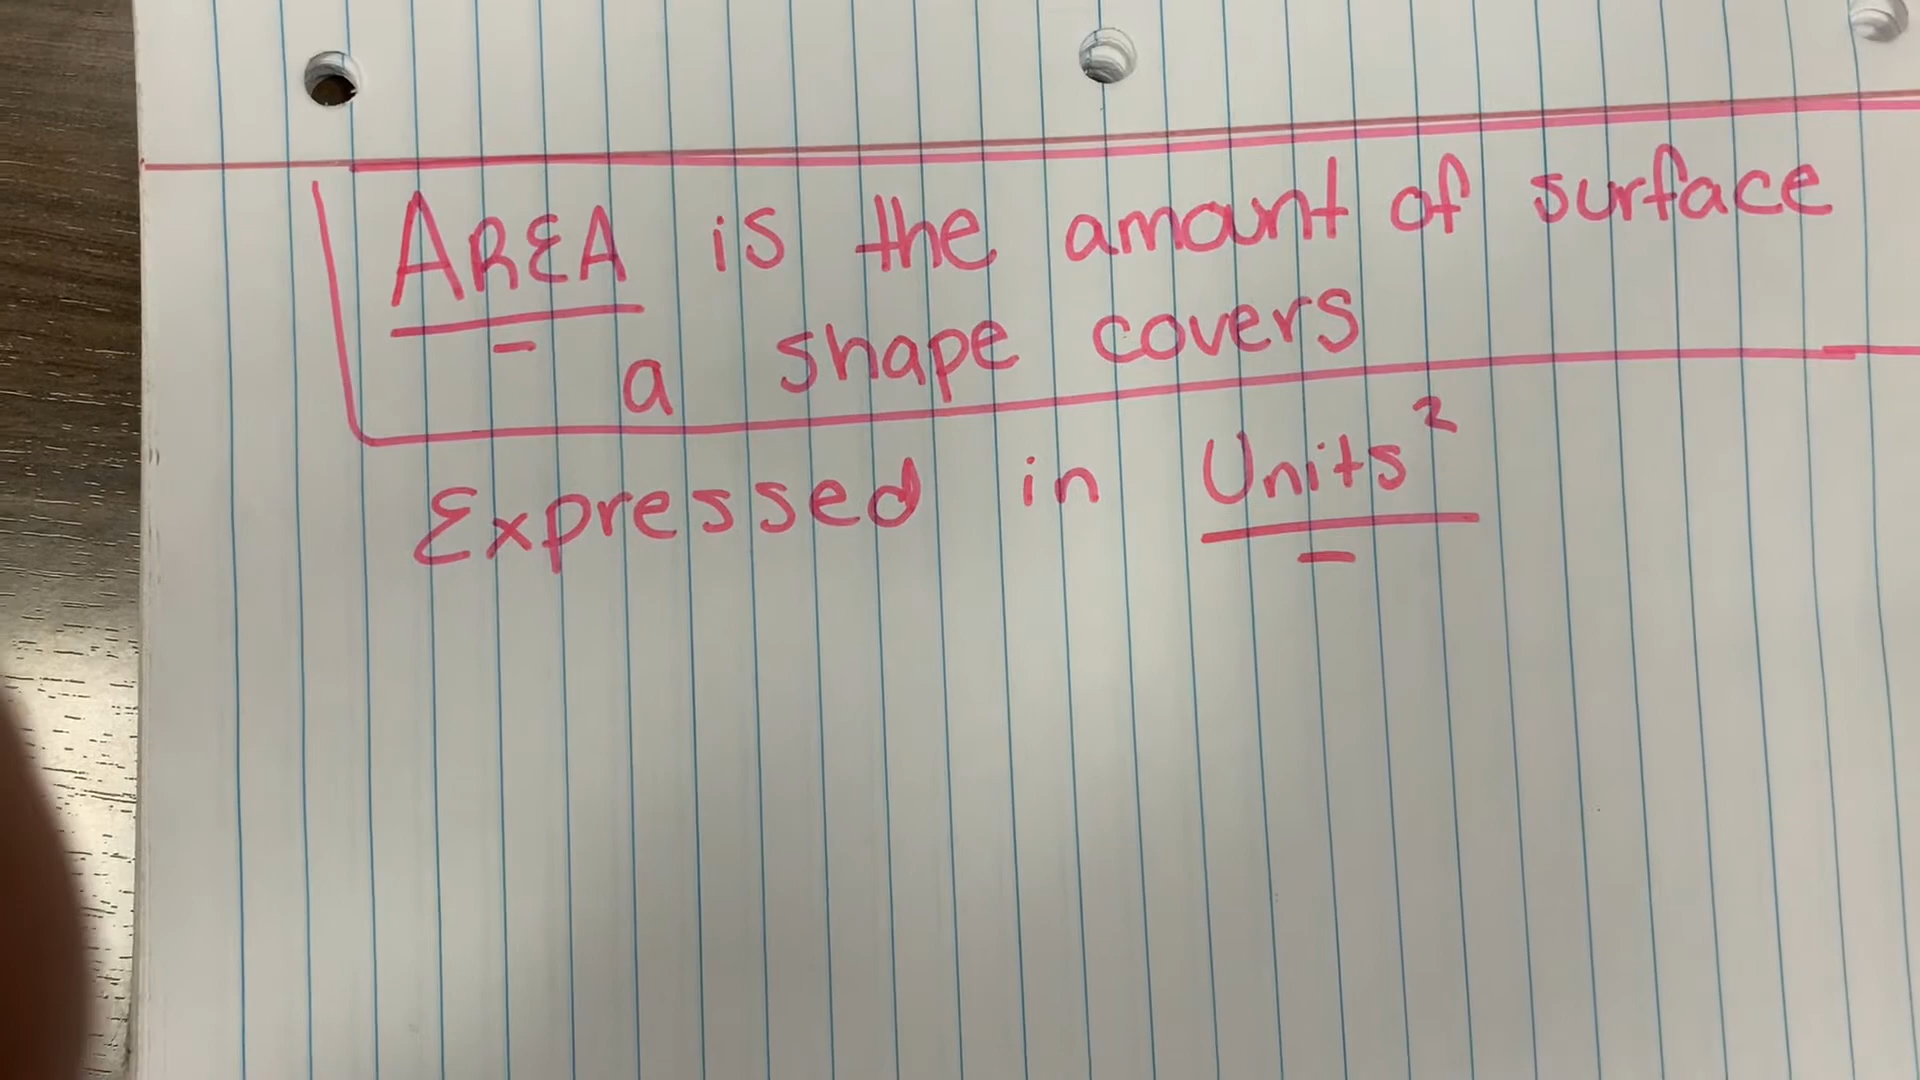 AREA is the amount of surface
a shape covers
Expressed in Units²